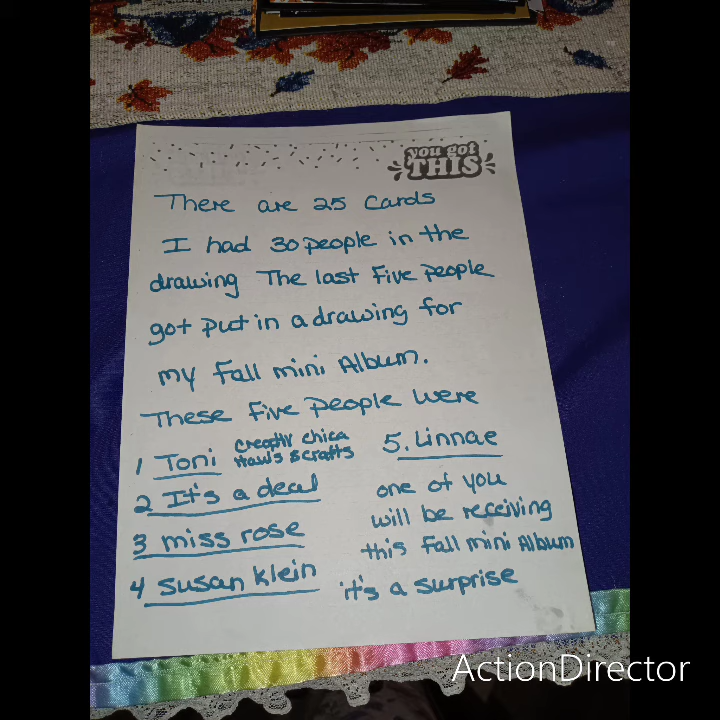 you got
THIS
There are 25 Cards
I had 30 people in the
drawing The last Five people
got put in a drawing for
my Fall mini Album.
These Five People were
1 Toni creativ chica
Hauls & crafts
2 It's a deal
3 miss rose
4 Susan Klein
5. Linnae
one of you
will be receiving
this Fall mini Album
it's a surprise
ActionDirector